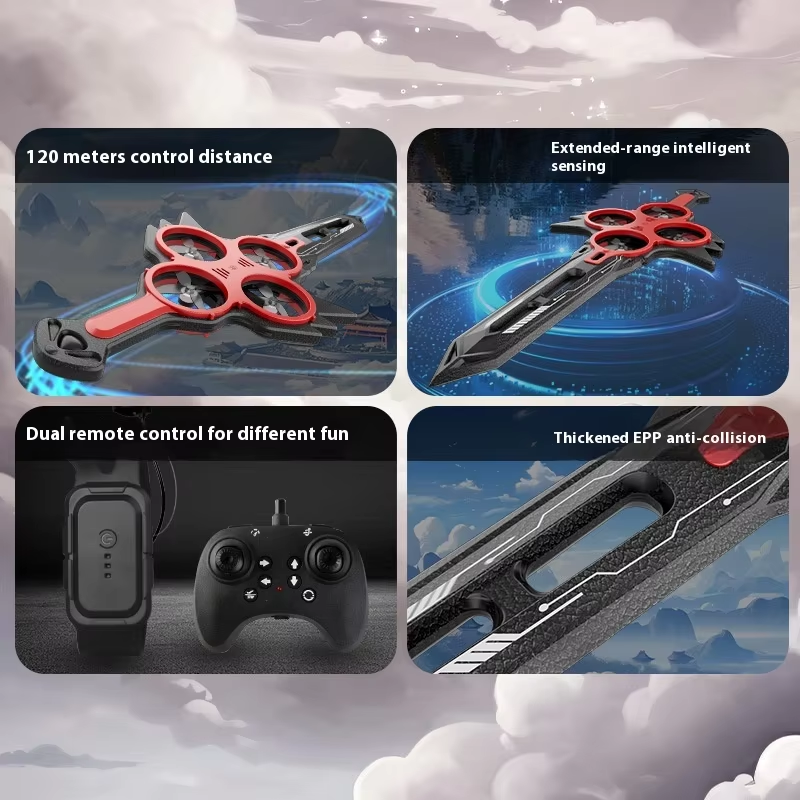 120 meters control distance
Extended-range intelligent
sensing
Dual remote control for different fun
Thickened EPP anti-collision